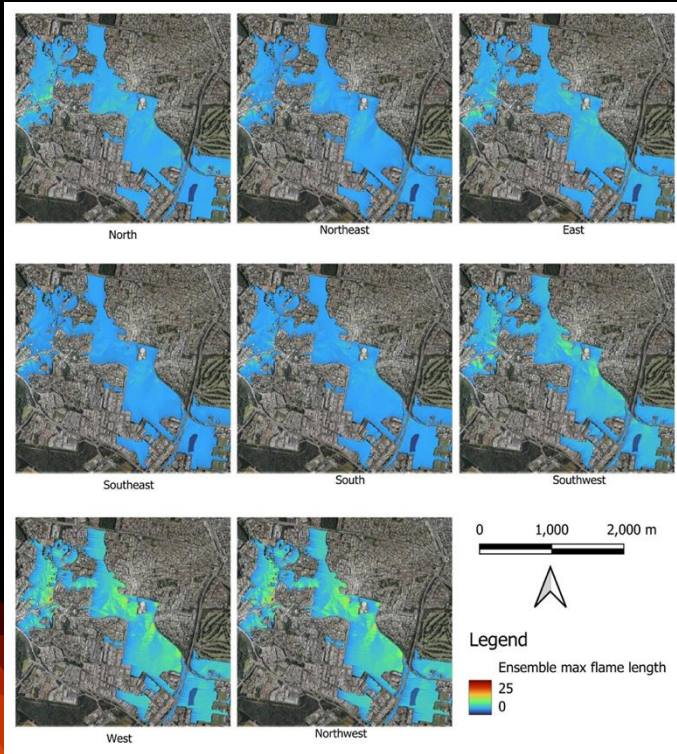 North
Northeast
East
Southeast
South
Southwest
West
Northwest
0 1,000 2,000 m
Legend
Ensemble max flame length
25
0